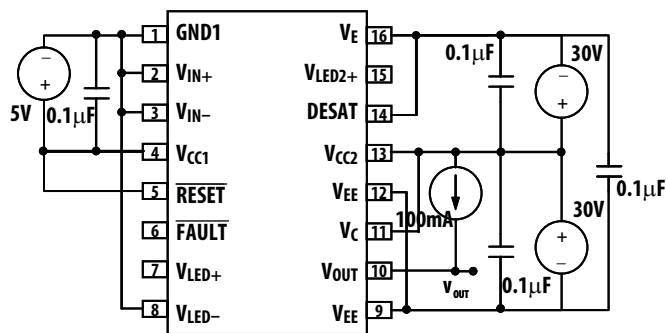 1 GND1 VE 16
0.1µF 30V
2 VIN+ VLED2+ 15
5V 0.1µF 3 VIN- DESAT 14
4 VCC1 VCC2 13
5 RESET VEE 12
0.1µF
100mA 30V
6 FAULT VC 11
7 VLED+ VOUT 10
VOUT 0.1µF
8 VLED- VEE 9